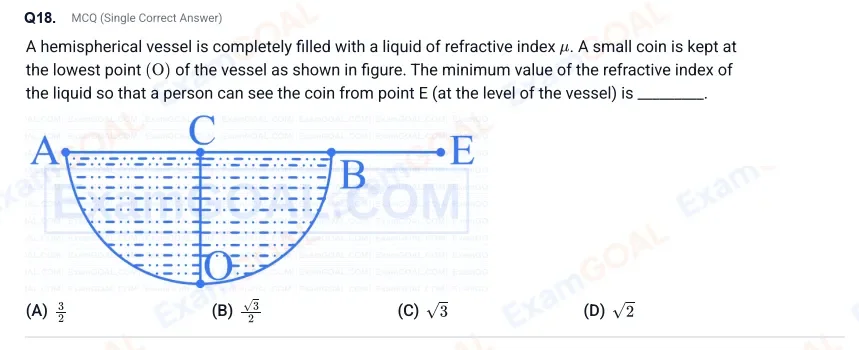 Q18. MCQ (Single Correct Answer)
A hemispherical vessel is completely filled with a liquid of refractive index μ. A small coin is kept at
the lowest point (O) of the vessel as shown in figure. The minimum value of the refractive index of
the liquid so that a person can see the coin from point E (at the level of the vessel) is ________.
C
A
E
B
ExamGOAL.COM
O
(A) 3/2 (B) √3/2 (C) √3 (D) √2
ExamGOAL